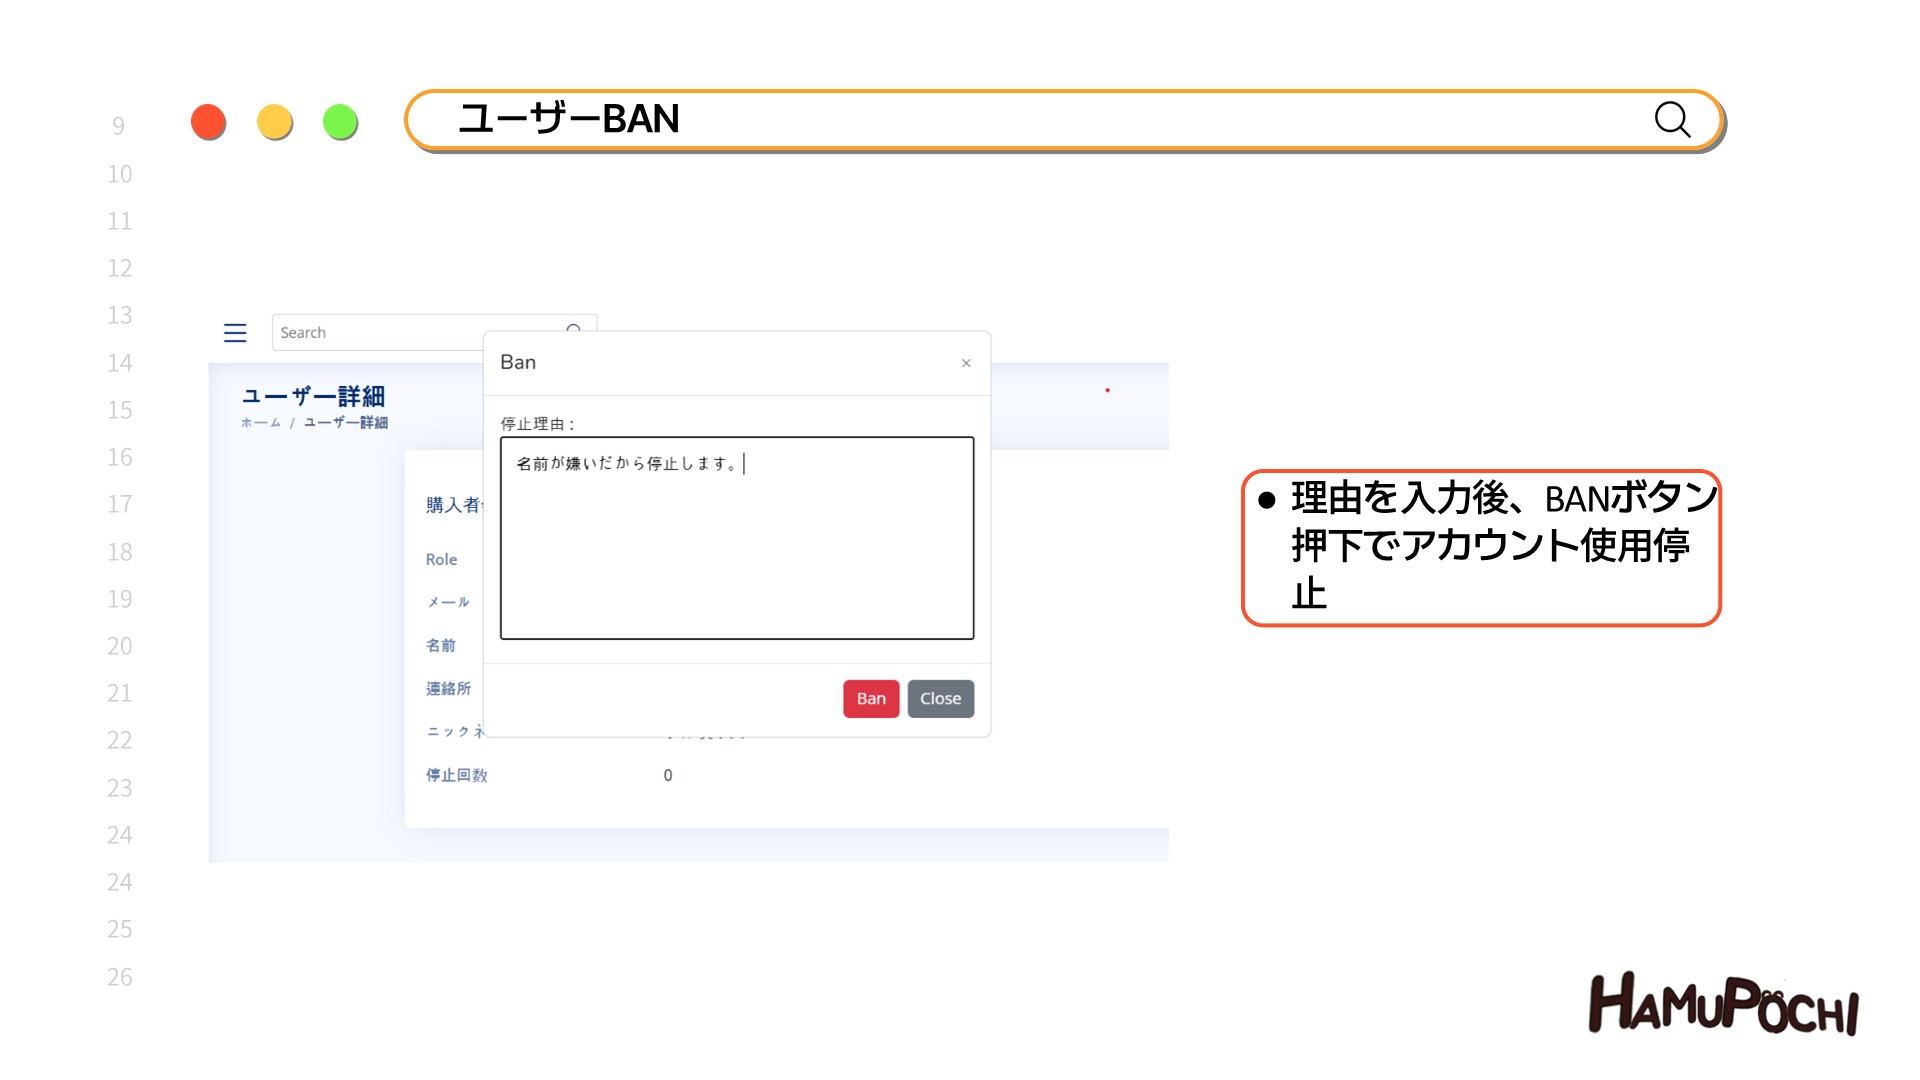 ユーザーBAN
9
10
11
12
13
14
15
16
17
18
19
20
21
22
23
24
24
25
26
Search
ユーザー詳細
ホーム / ユーザー詳細
購入者
Role
メール
名前
連絡所
ニックネ
停止回数 0
Ban ×
停止理由 :
名前が嫌いだから停止します。
Ban Close
● 理由を入力後、BANボタン
押下でアカウント使用停
止
HAMUPOCHI